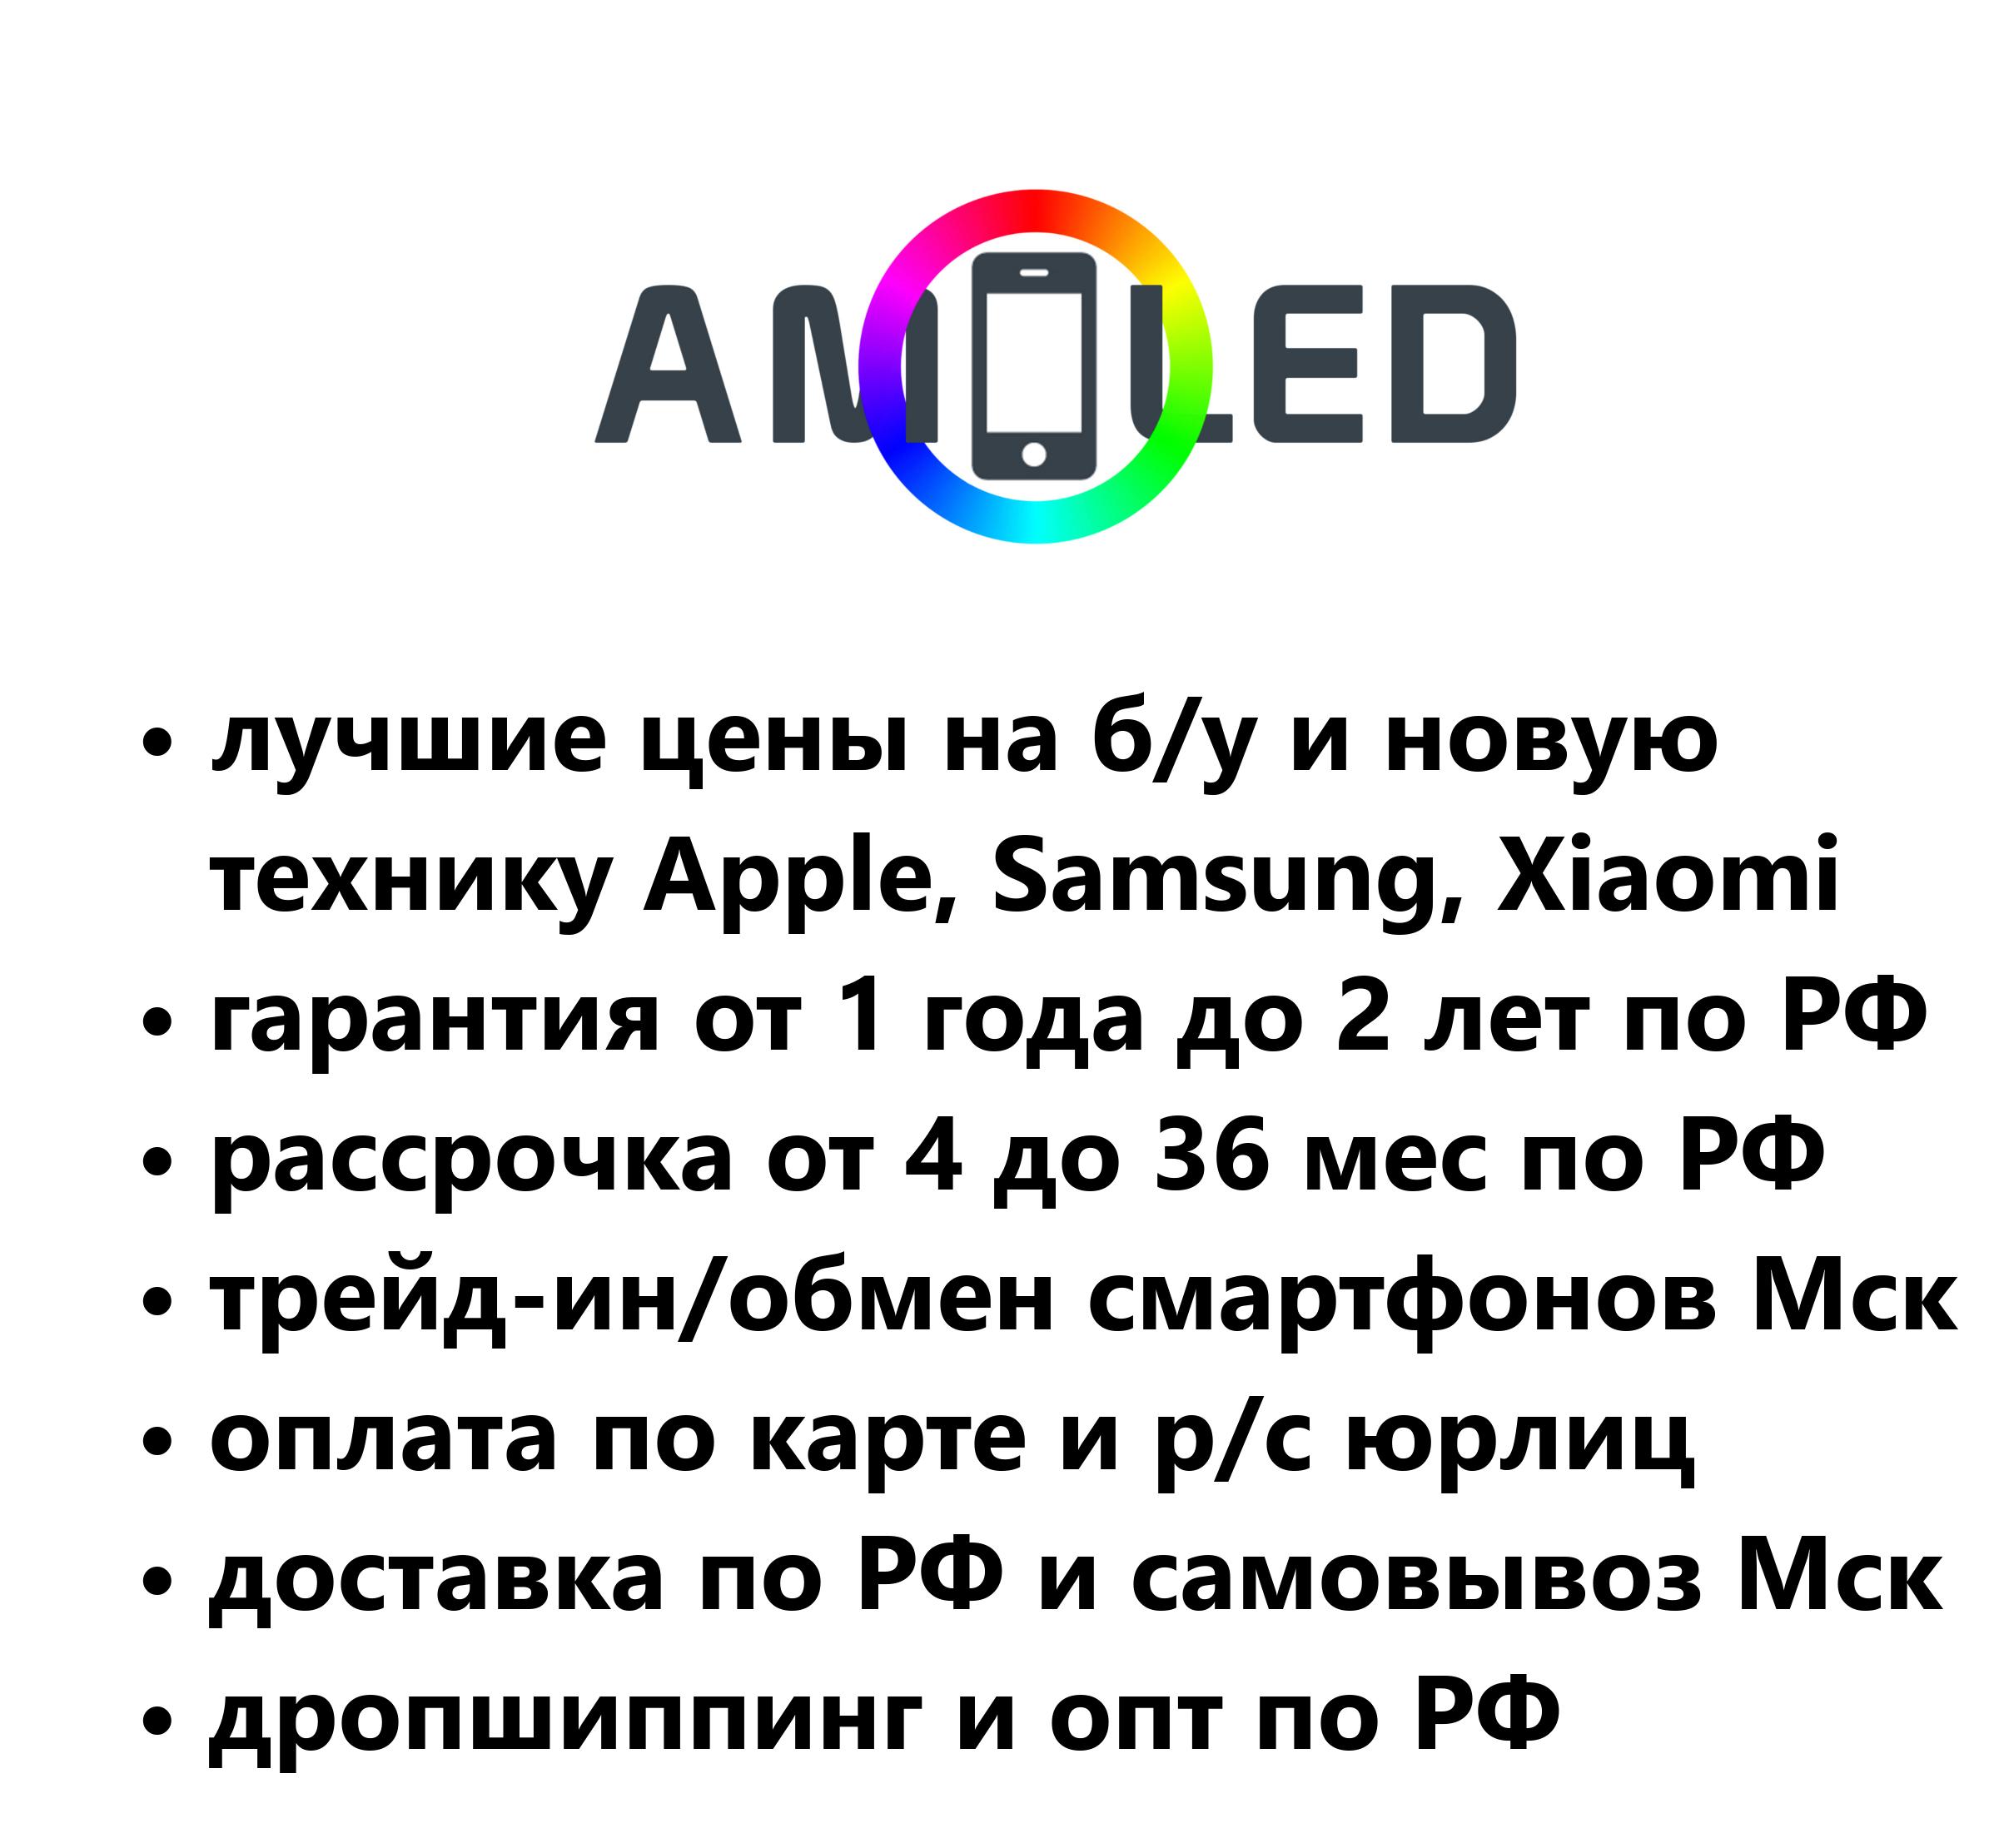 AMOLED
• лучшие цены на б/у и новую
технику Apple, Samsung, Xiaomi
• гарантия от 1 года до 2 лет по РФ
• рассрочка от 4 до 36 мес по РФ
• трейд-ин/обмен смартфонов Мск
• оплата по карте и р/с юрлиц
• доставка по РФ и самовывоз Мск
• дропшиппинг и опт по РФ